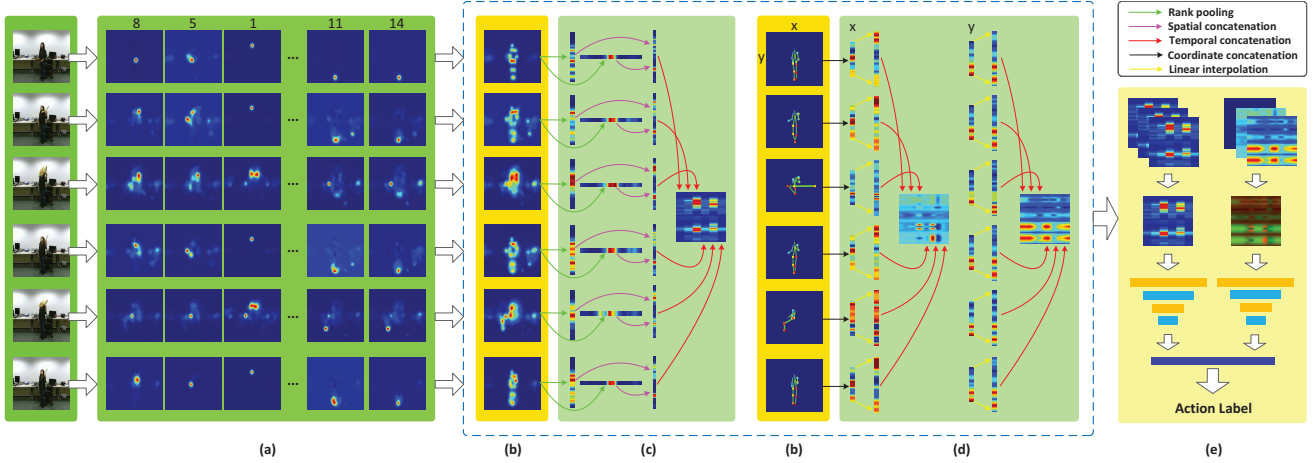 8 5 1 ... 11 14
x
y
x y
Rank pooling
Spatial concatenation
Temporal concatenation
Coordinate concatenation
Linear interpolation
...
...
...
...
...
Action Label
(a) (b) (c) (b) (d) (e)